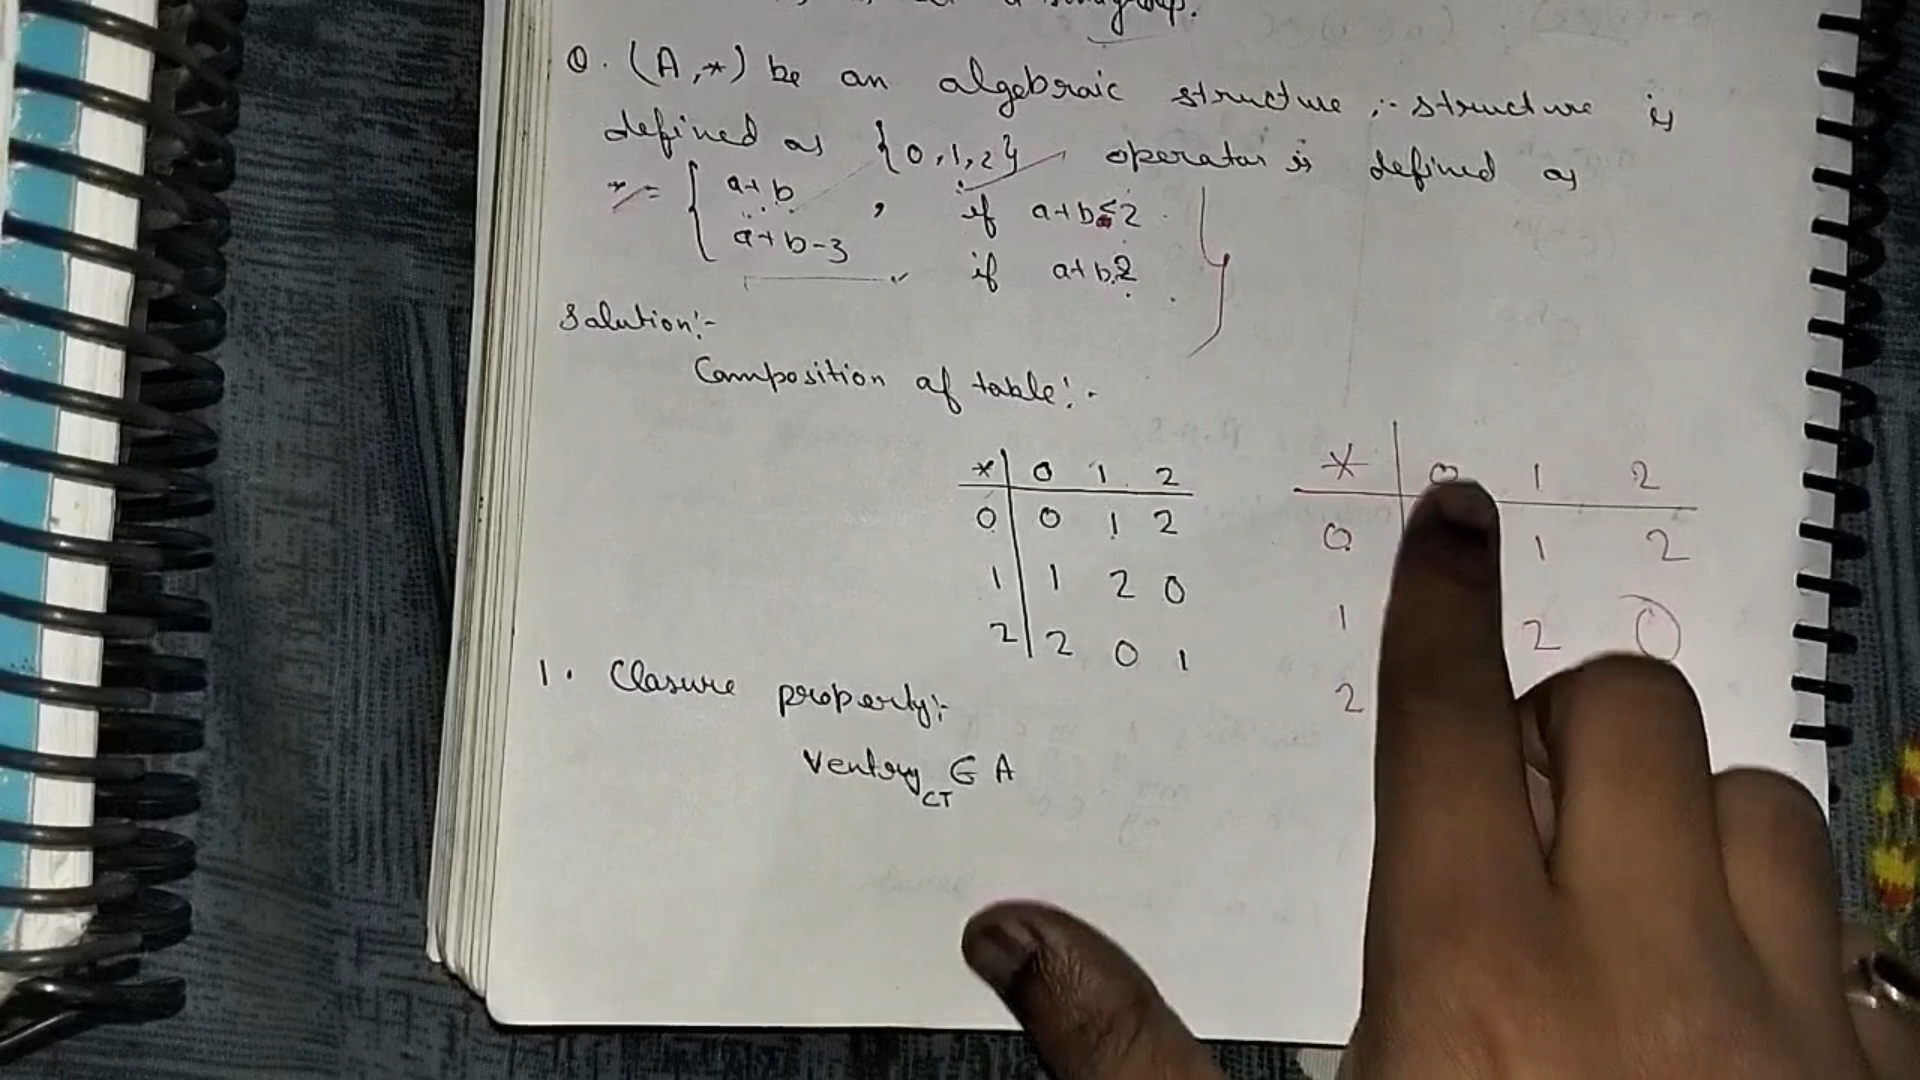 Q. (A,*) be an algebraic structure ∴ structure is
defined as {0,1,2} operator is defined as
* = { a+b , if a+b≤2
a+b-3 if a+b>2
Solution:-
Composition of table:-
* 0 1 2
0 0 1 2
1 1 2 0
2 2 0 1
* 0 1 2
0 1 2
1 2 0
2
1. Closure property:-
∀ entry CT ∈ A